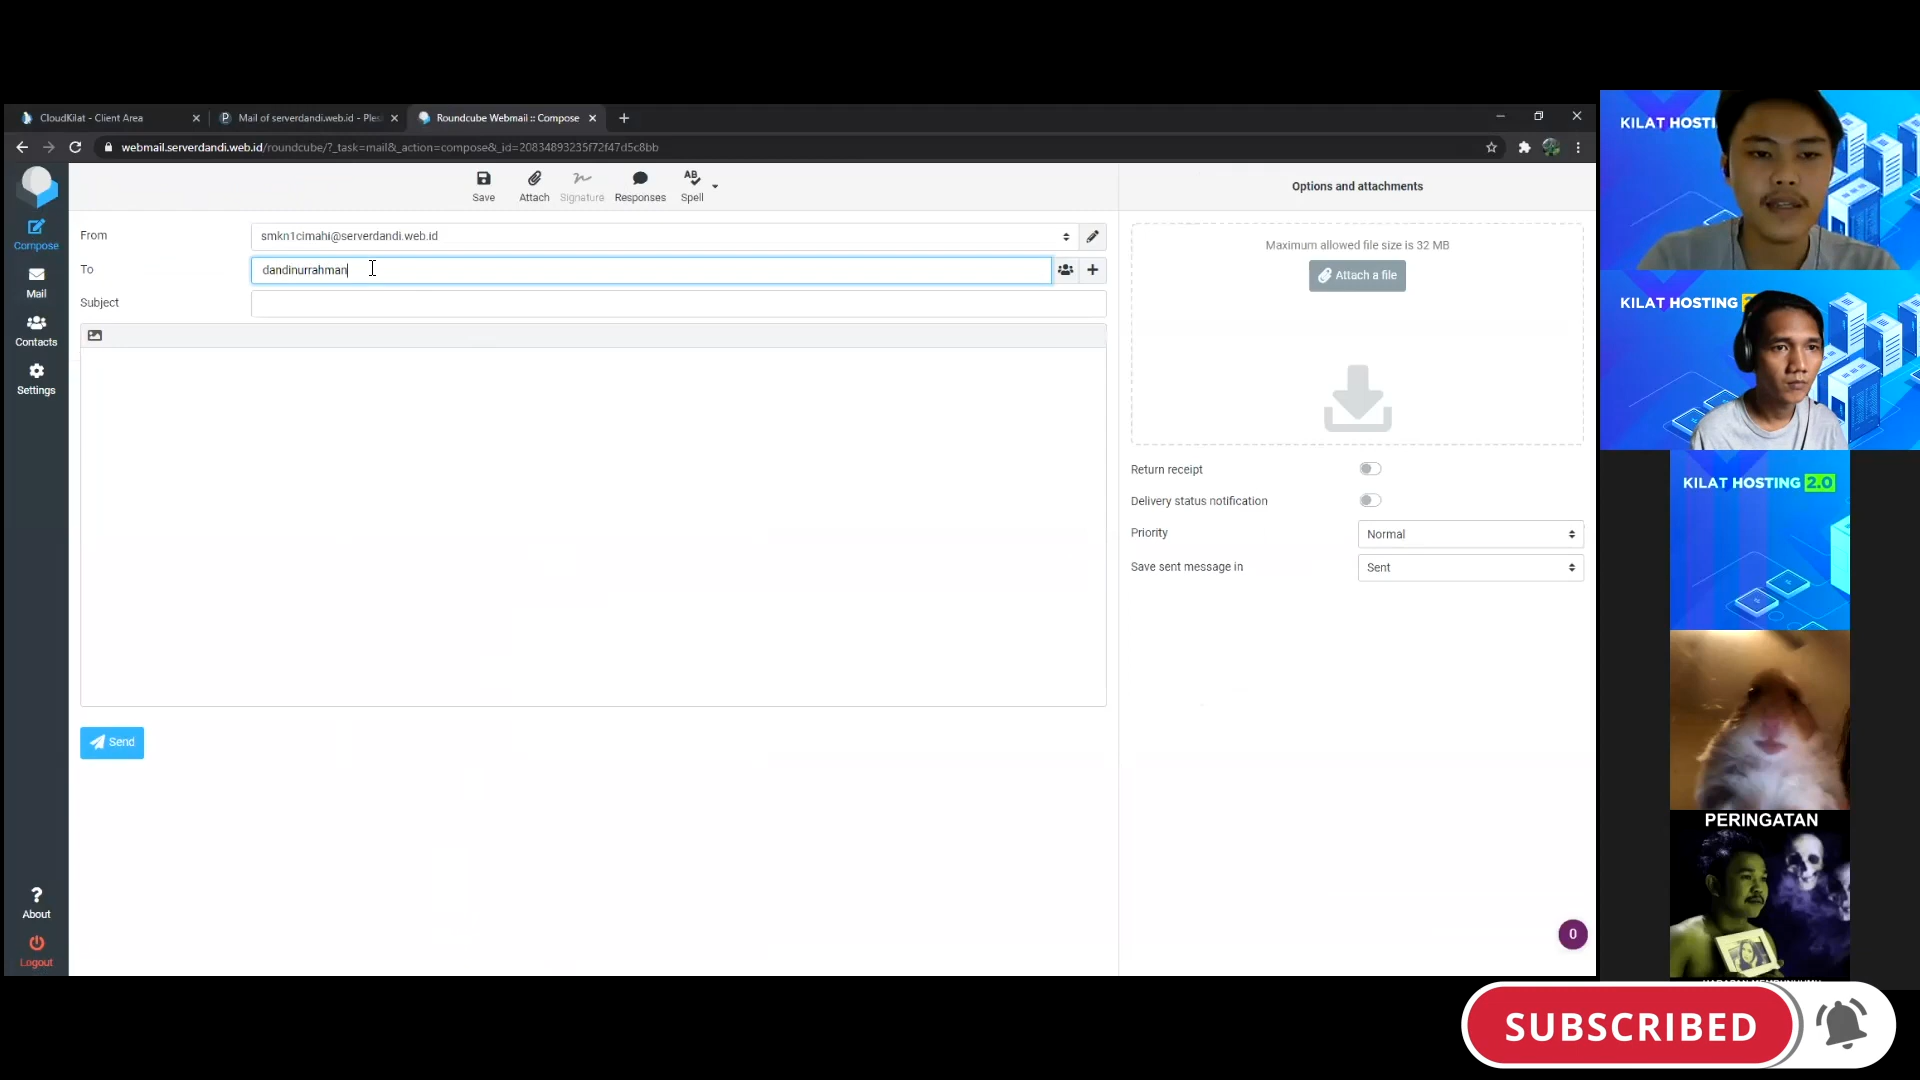 CloudKilat - Client Area
Mail of serverdandi.web.id - Ples
Roundcube Webmail :: Compose
webmail.serverdandi.web.id/roundcube/?_task=mail&_action=compose&_id=20834893235f72f47d5c8bb
Compose
Mail
Contacts
Settings
About
Logout
Save
Attach
Signature
Responses
AB
Spell
From
smkn1cimahi@serverdandi.web.id
To
dandinurrahman
Subject
Send
Options and attachments
Maximum allowed file size is 32 MB
Attach a file
Return receipt
Delivery status notification
Priority
Normal
Save sent message in
Sent
0
KILAT HOSTI
KILAT HOSTING 2
KILAT HOSTING 2.0
PERINGATAN
SUBSCRIBED